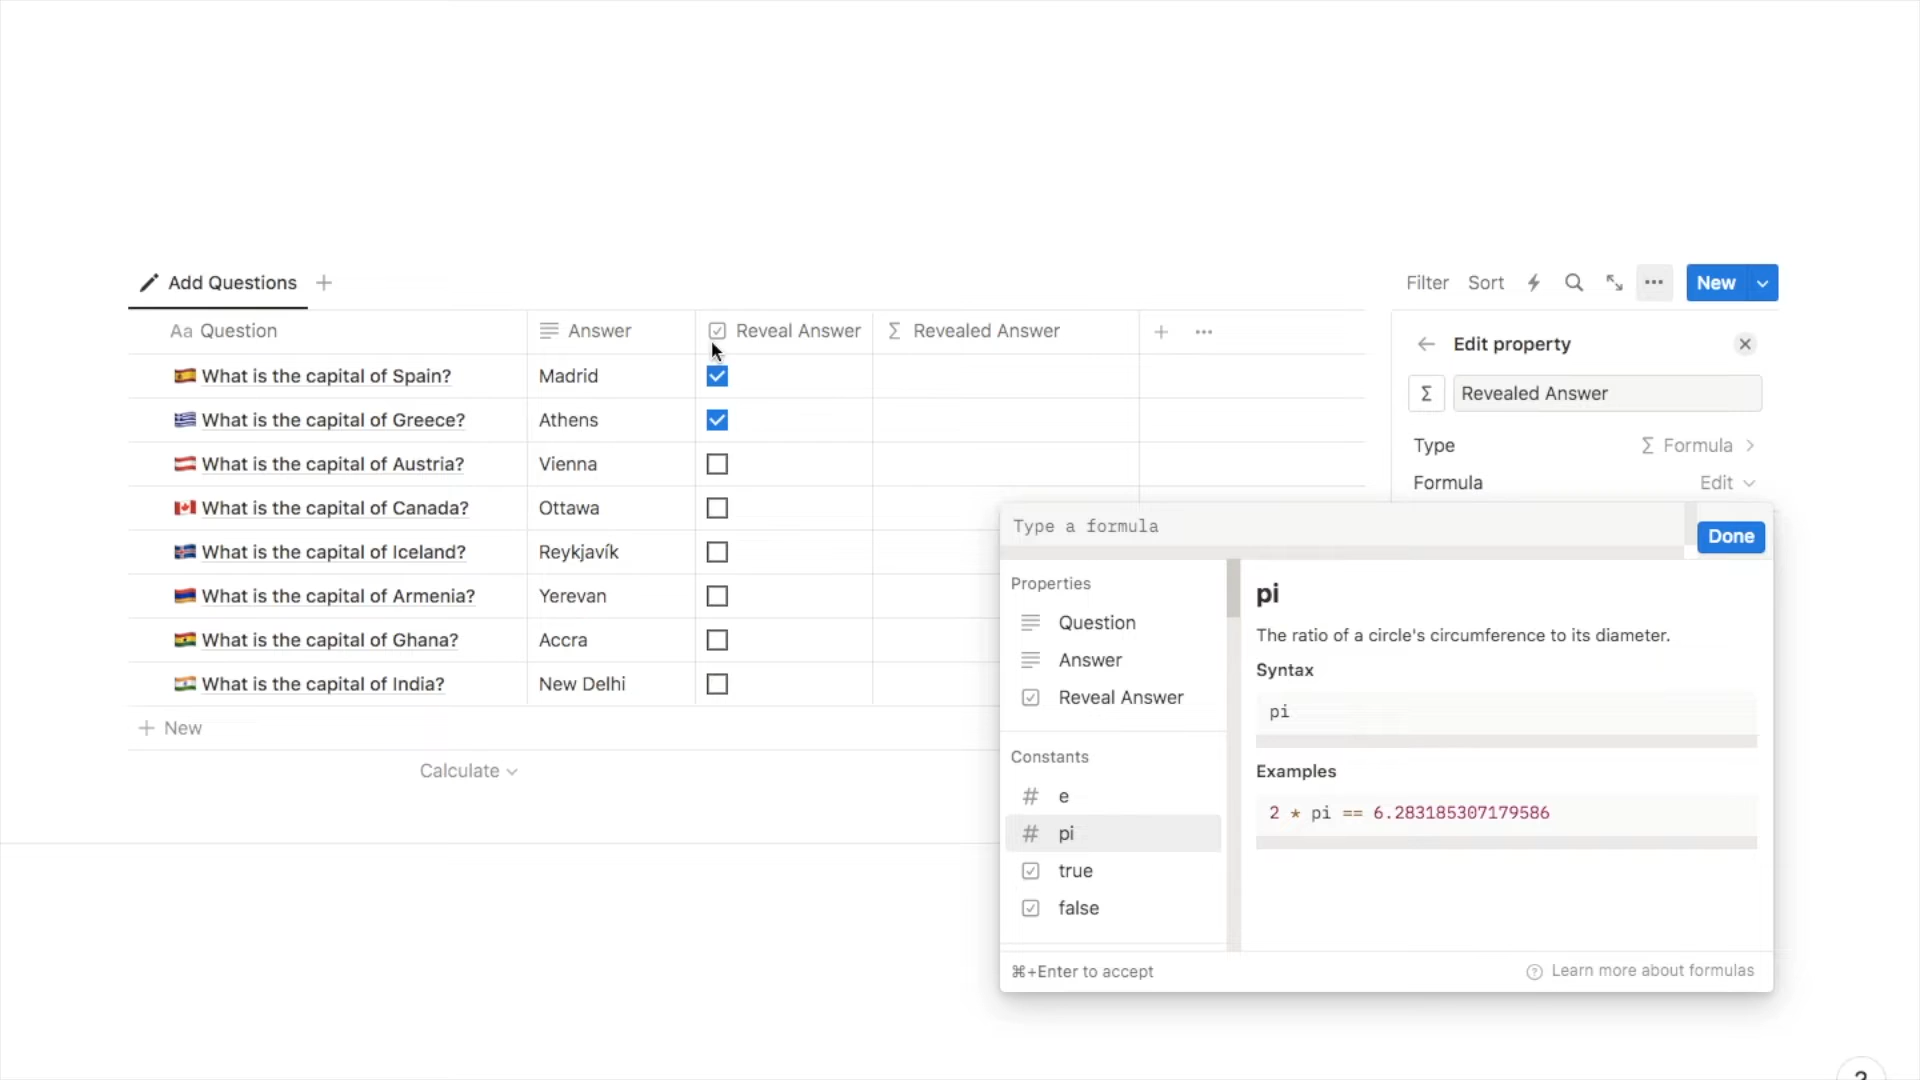 Add Questions
Filter Sort New
Aa Question Answer Reveal Answer Σ Revealed Answer
What is the capital of Spain? Madrid
What is the capital of Greece? Athens
What is the capital of Austria? Vienna
What is the capital of Canada? Ottawa
What is the capital of Iceland? Reykjavík
What is the capital of Armenia? Yerevan
What is the capital of Ghana? Accra
What is the capital of India? New Delhi
+ New
Calculate
Edit property
Σ Revealed Answer
Type Σ Formula
Formula Edit
Type a formula
Done
Properties
Question
Answer
Reveal Answer
Constants
# e
# pi
true
false
pi
The ratio of a circle's circumference to its diameter.
Syntax
pi
Examples
2 * pi == 6.283185307179586
⌘+Enter to accept
? Learn more about formulas
?